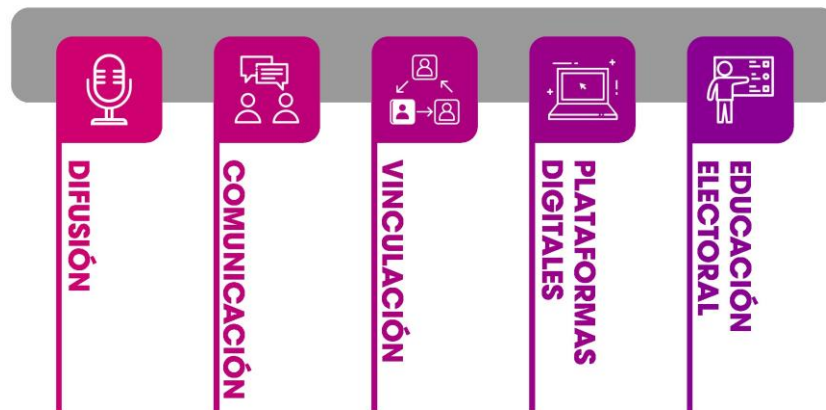 DIFUSIÓN
COMUNICACIÓN
VINCULACIÓN
PLATAFORMAS
DIGITALES
EDUCACIÓN
ELECTORAL